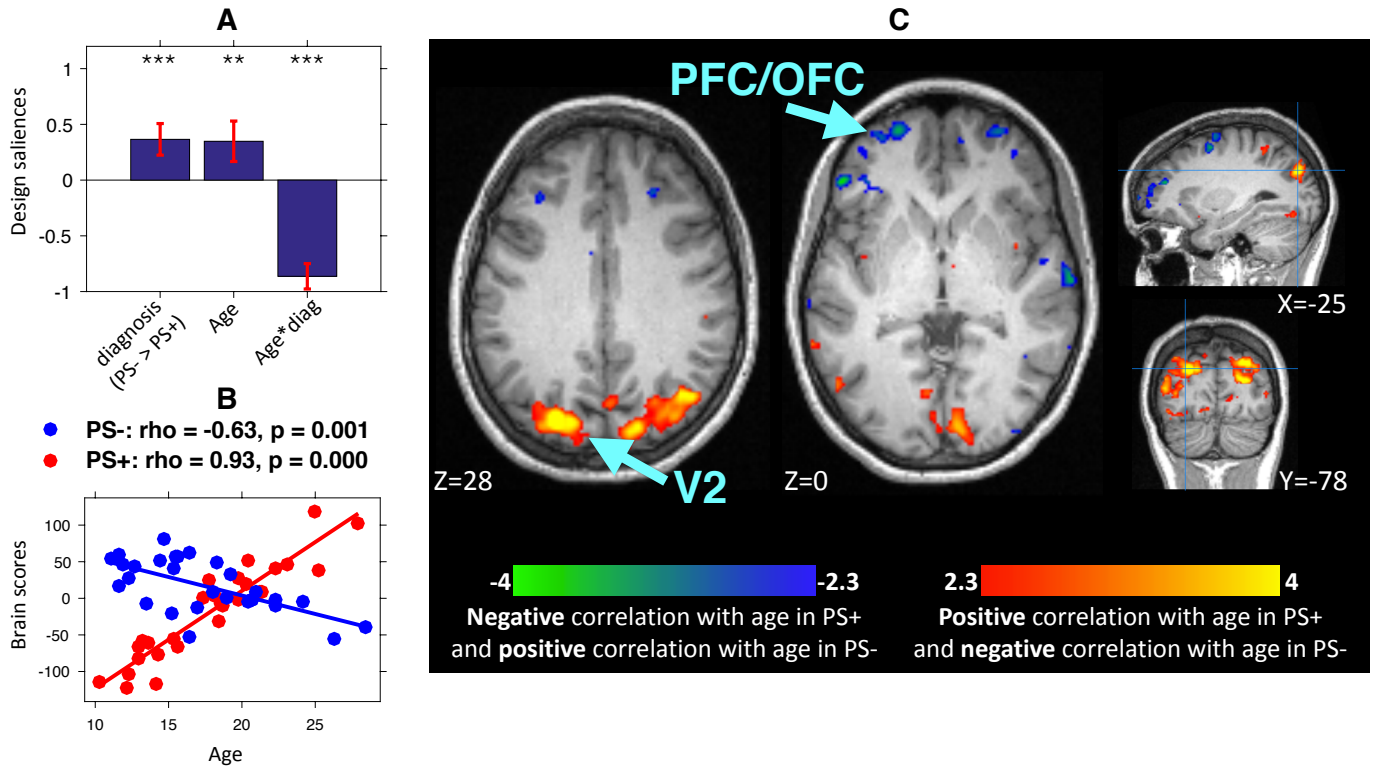 A
Design saliences
1
0.5
0
-0.5
-1
*** ** ***
diagnosis
(PS- > PS+)
Age
Age*diag
B
PS-: rho = -0.63, p = 0.001
PS+: rho = 0.93, p = 0.000
Brain scores
100
50
0
-50
-100
10 15 20 25
Age
C
PFC/OFC
V2
Z=28
Z=0
X=-25
Y=-78
-4 -2.3
Negative correlation with age in PS+
and positive correlation with age in PS-
2.3 4
Positive correlation with age in PS+
and negative correlation with age in PS-